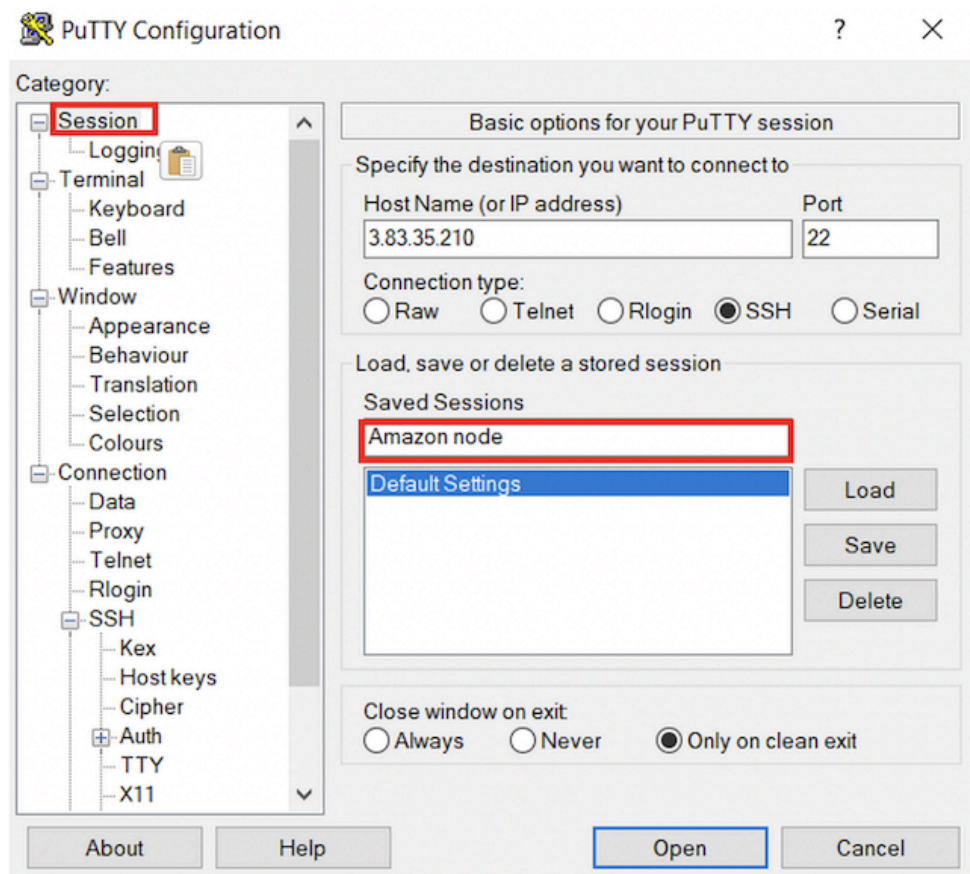 PuTTY Configuration
?
Category:
Session
Logging
Terminal
Keyboard
Bell
Features
Window
Appearance
Behaviour
Translation
Selection
Colours
Connection
Data
Proxy
Telnet
Rlogin
SSH
Kex
Host keys
Cipher
Auth
TTY
X11
Basic options for your PuTTY session
Specify the destination you want to connect to
Host Name (or IP address) Port
3.83.35.210 22
Connection type:
Raw Telnet Rlogin SSH Serial
Load, save or delete a stored session
Saved Sessions
Amazon node
Default Settings
Load
Save
Delete
Close window on exit:
Always Never Only on clean exit
About Help Open Cancel